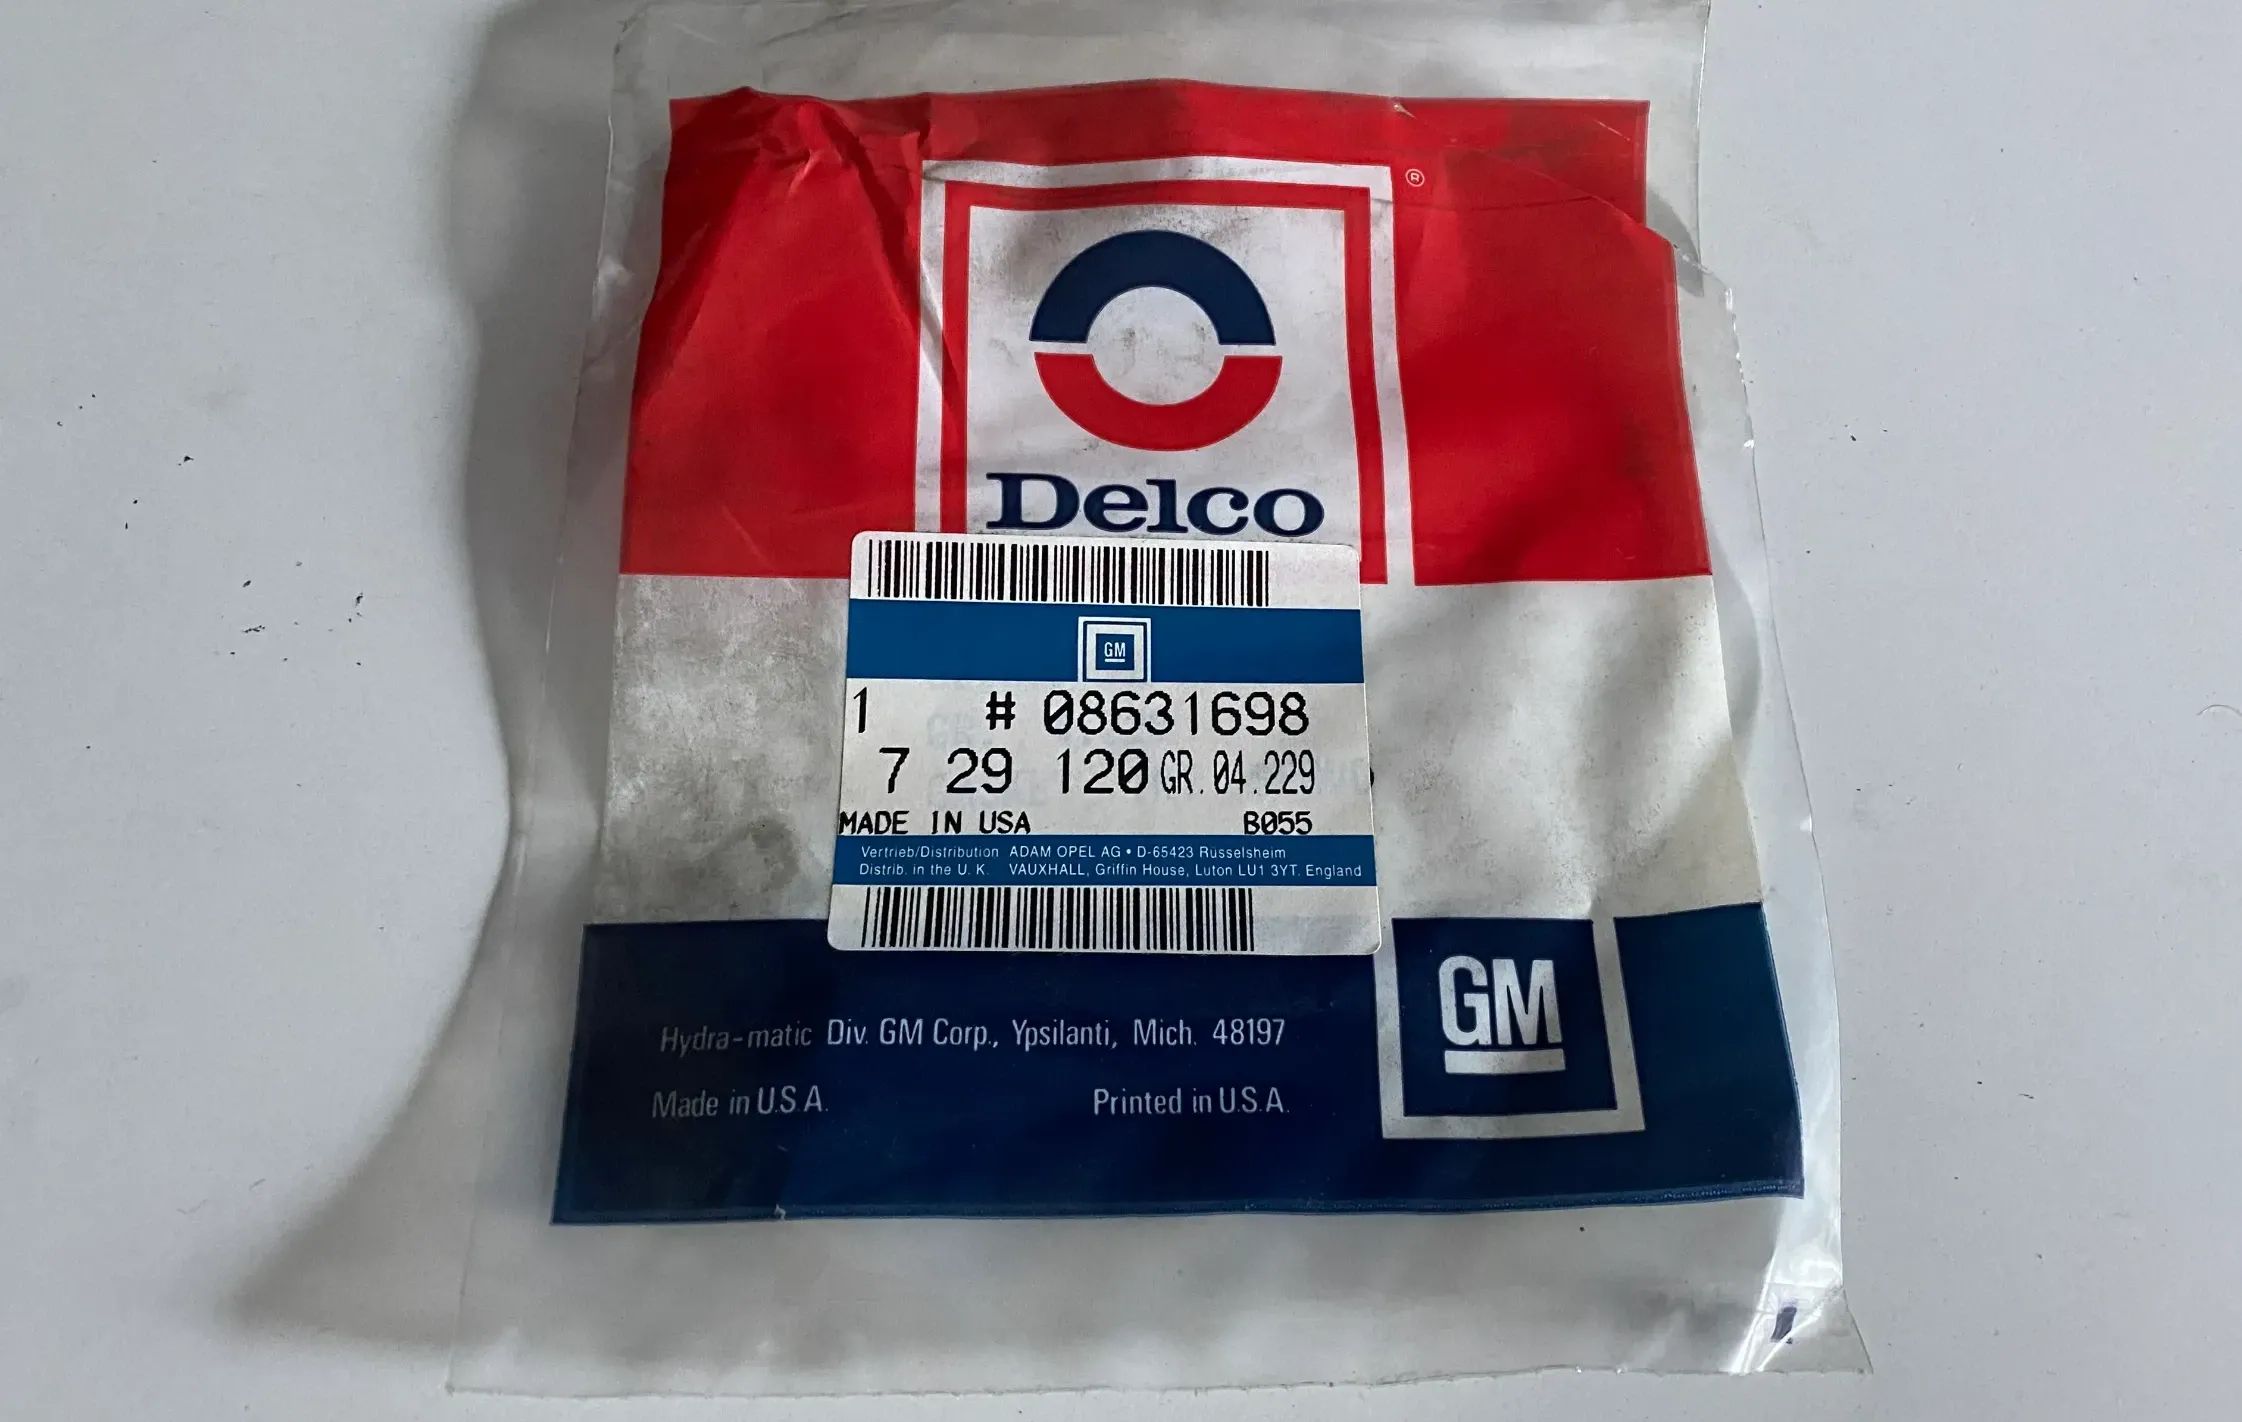 ®
Delco
GM
1 # 08631698
7 29 120 GR. 04.229
MADE IN USA B055
Vertrieb/Distribution ADAM OPEL AG • D-65423 Rüsselsheim
Distrib. in the U. K. VAUXHALL, Griffin House, Luton LU1 3YT. England
GM
Hydra-matic Div. GM Corp., Ypsilanti, Mich. 48197
Made in U.S.A. Printed in U.S.A.